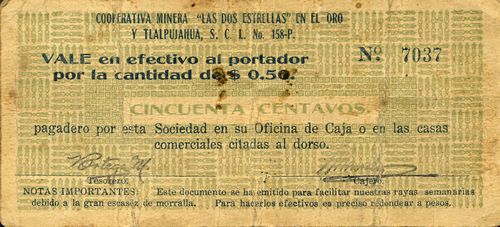 COOPERATIVA MINERA "LAS DOS ESTRELLAS" EN EL ORO
Y TLALPUJAHUA, S. C. L. No. 158-P.
VALE en efectivo al portador
por la cantidad de $ 0.50.
Nº 7037
CINCUENTA CENTAVOS.
pagadero por esta Sociedad en su Oficina de Caja o en las casas
comerciales citadas al dorso.
Tesorero.
Cajero.
NOTAS IMPORTANTES: Este documento se ha emitido para facilitar nuestras rayas semanarias
debido a la gran escasez de morralla. Para hacerlos efectivos es preciso redondear a pesos.